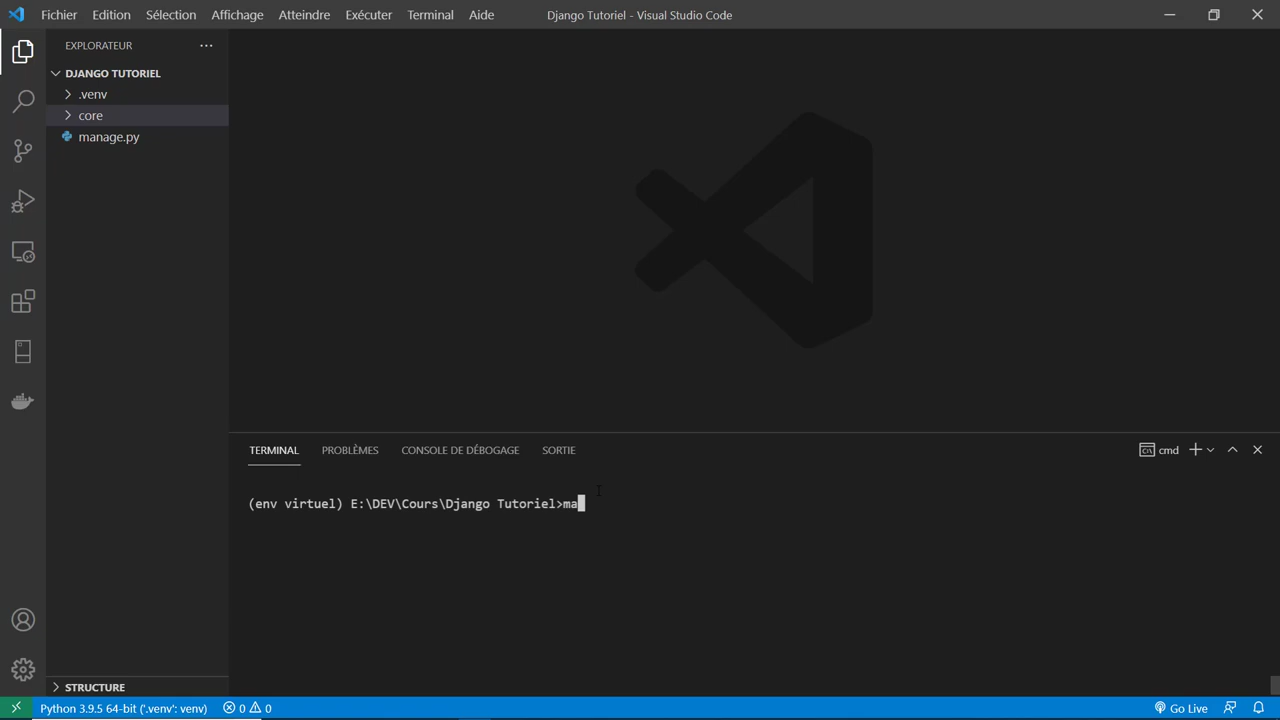 Fichier Edition Sélection Affichage Atteindre Exécuter Terminal Aide Django Tutoriel - Visual Studio Code
EXPLORATEUR
DJANGO TUTORIEL
.venv
core
manage.py
TERMINAL PROBLÈMES CONSOLE DE DÉBOGAGE SORTIE cmd
(env virtuel) E:\DEV\Cours\Django Tutoriel>ma
STRUCTURE
Python 3.9.5 64-bit ('.venv': venv) 0 0 Go Live